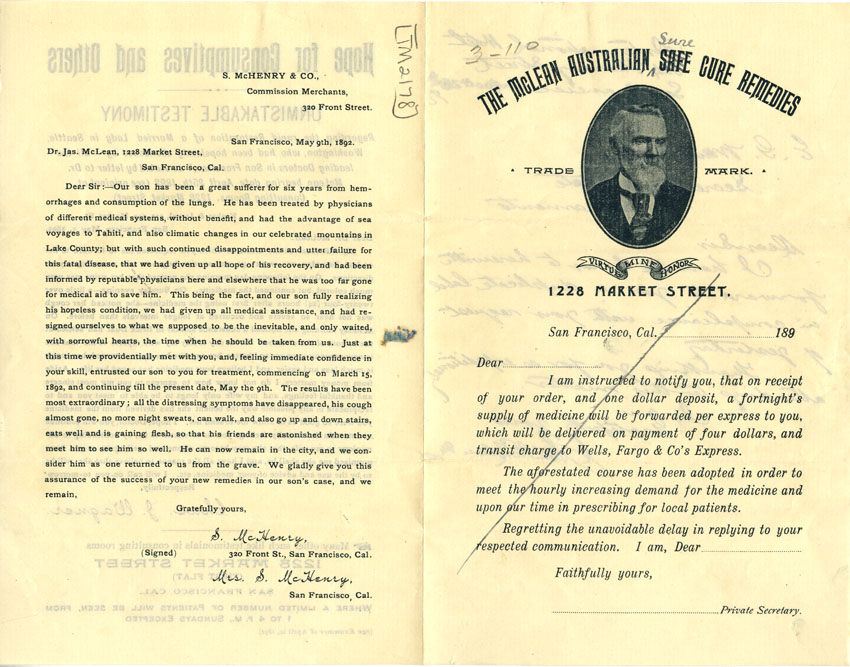 S. McHENRY & CO.,
Commission Merchants,
320 Front Street.
San Francisco, May 9th, 1892.
Dr. Jas. McLean, 1228 Market Street,
San Francisco, Cal.
Dear Sir:—Our son has been a great sufferer for six years from hem-
orrhages and consumption of the lungs. He has been treated by physicians
of different medical systems, without benefit, and had the advantage of sea
voyages to Tahiti, and also climatic changes in our celebrated mountains in
Lake County; but with such continued disappointments and utter failure for
this fatal disease, that we had given up all hope of his recovery, and had been
informed by reputable physicians here and elsewhere that he was too far gone
for medical aid to save him. This being the fact, and our son fully realizing
his hopeless condition, we had given up all medical assistance, and had re-
signed ourselves to what we supposed to be the inevitable, and only waited,
with sorrowful hearts, the time when he should be taken from us. Just at
this time we providentially met with you, and, feeling immediate confidence in
your skill, entrusted our son to you for treatment, commencing on March 15,
1892, and continuing till the present date, May the 9th. The results have been
most extraordinary; all the distressing symptoms have disappeared, his cough
almost gone, no more night sweats, can walk, and also go up and down stairs,
eats well and is gaining flesh, so that his friends are astonished when they
meet him to see him so well. He can now remain in the city, and we con-
sider him as one returned to us from the grave. We gladly give you this
assurance of the success of your new remedies in our son's case, and we
remain,
Gratefully yours,
S. McHenry,
(Signed) 320 Front St., San Francisco, Cal.
Mrs. S. McHenry,
San Francisco, Cal.
TM2178
3-110
Sure
THE McLEAN AUSTRALIAN, SAFE CURE REMEDIES
TRADE MARK.
VIRTUE MINE HONOR
1228 MARKET STREET.
San Francisco, Cal. 189
Dear
I am instructed to notify you, that on receipt
of your order, and one dollar deposit, a fortnight's
supply of medicine will be forwarded per express to you,
which will be delivered on payment of four dollars, and
transit charge to Wells, Fargo & Co's Express.
The aforestated course has been adopted in order to
meet the hourly increasing demand for the medicine and
upon our time in prescribing for local patients.
Regretting the unavoidable delay in replying to your
respected communication. I am, Dear
Faithfully yours,
Private Secretary.